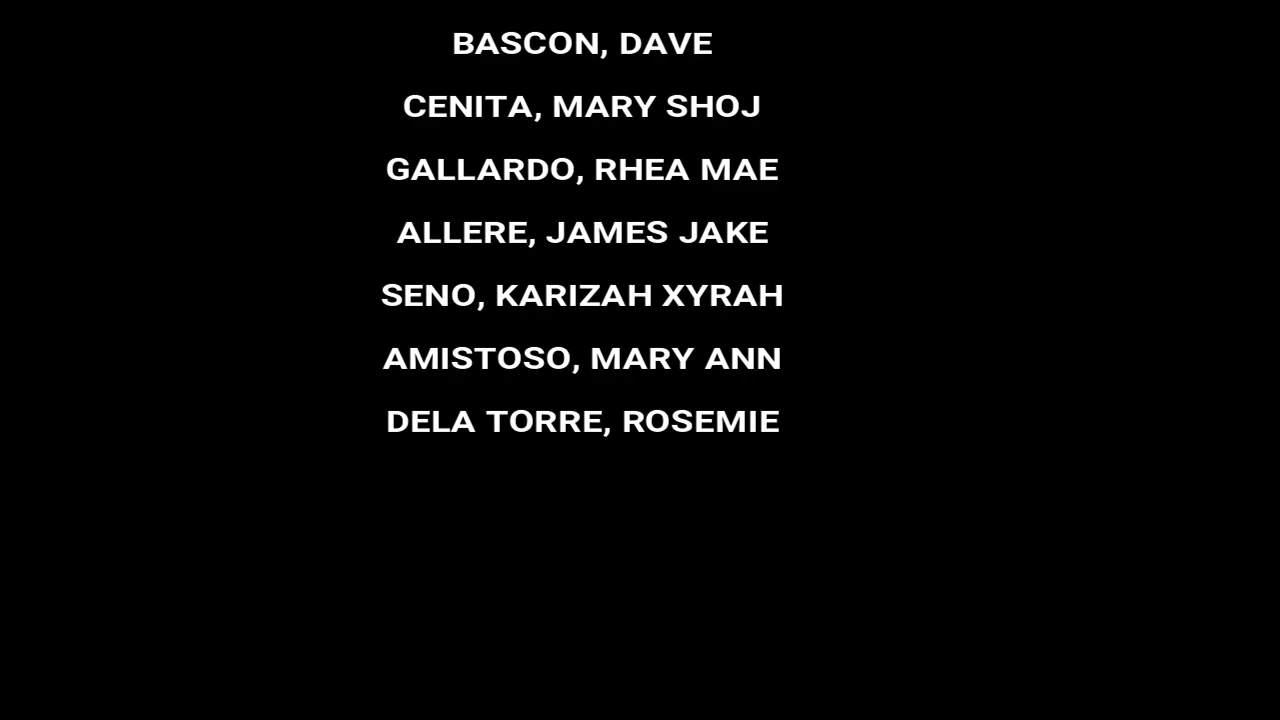 BASCON, DAVE
CENITA, MARY SHOJ
GALLARDO, RHEA MAE
ALLERE, JAMES JAKE
SENO, KARIZAH XYRAH
AMISTOSO, MARY ANN
DELA TORRE, ROSEMIE